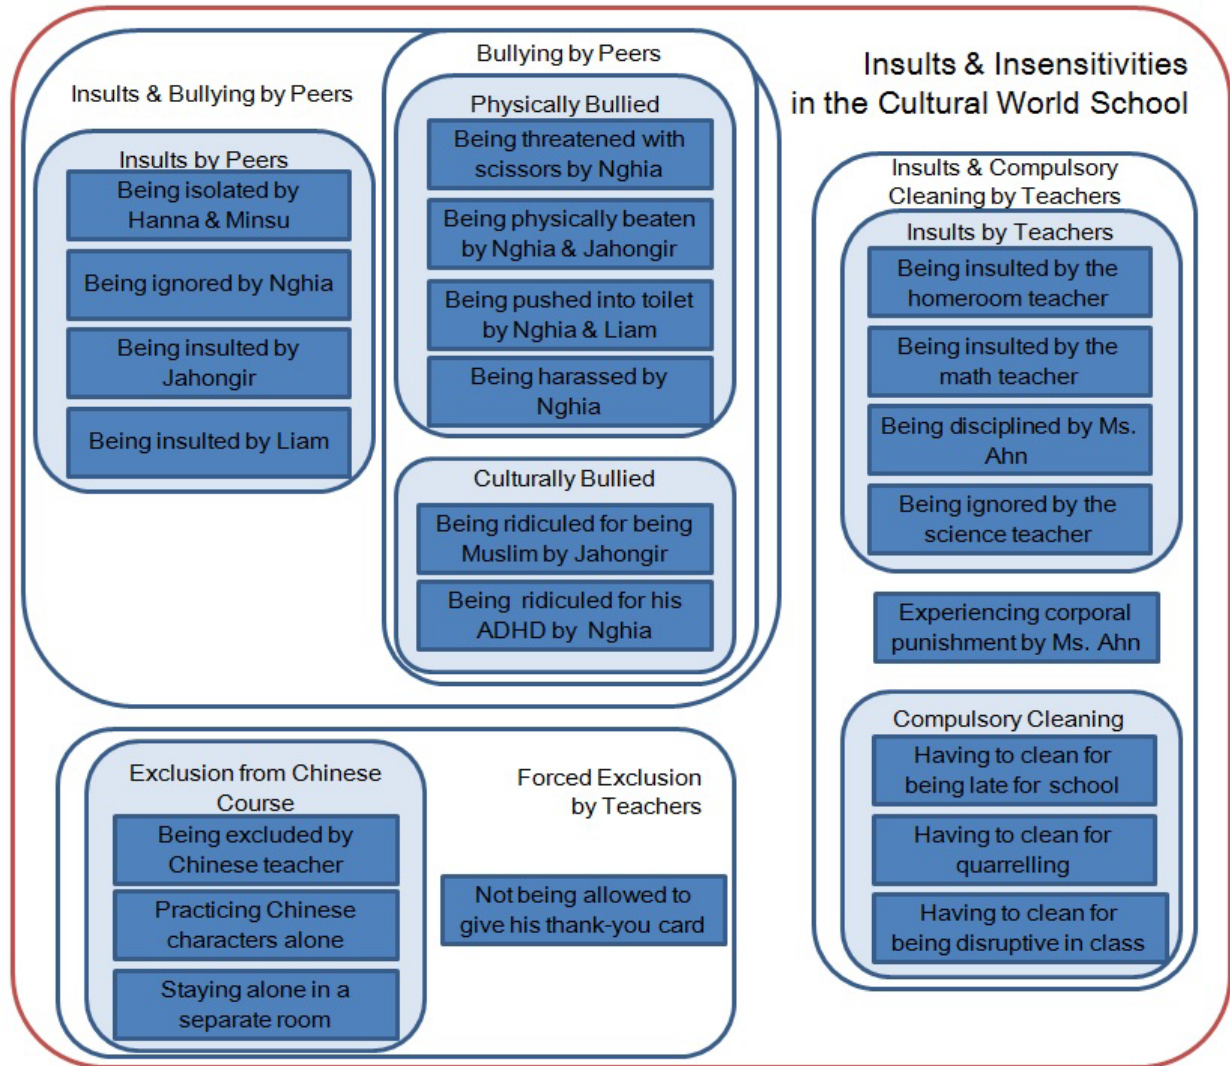 Insults & Insensitivities
in the Cultural World School
Insults & Bullying by Peers
Insults by Peers
Being isolated by
Hanna & Minsu
Being ignored by Nghia
Being insulted by
Jahongir
Being insulted by Liam
Bullying by Peers
Physically Bullied
Being threatened with
scissors by Nghia
Being physically beaten
by Nghia & Jahongir
Being pushed into toilet
by Nghia & Liam
Being harassed by
Nghia
Culturally Bullied
Being ridiculed for being
Muslim by Jahongir
Being ridiculed for his
ADHD by Nghia
Insults & Compulsory
Cleaning by Teachers
Insults by Teachers
Being insulted by the
homeroom teacher
Being insulted by the
math teacher
Being disciplined by Ms.
Ahn
Being ignored by the
science teacher
Experiencing corporal
punishment by Ms. Ahn
Compulsory Cleaning
Having to clean for
being late for school
Having to clean for
quarrelling
Having to clean for
being disruptive in class
Exclusion from Chinese
Course
Being excluded by
Chinese teacher
Practicing Chinese
characters alone
Staying alone in a
separate room
Forced Exclusion
by Teachers
Not being allowed to
give his thank-you card